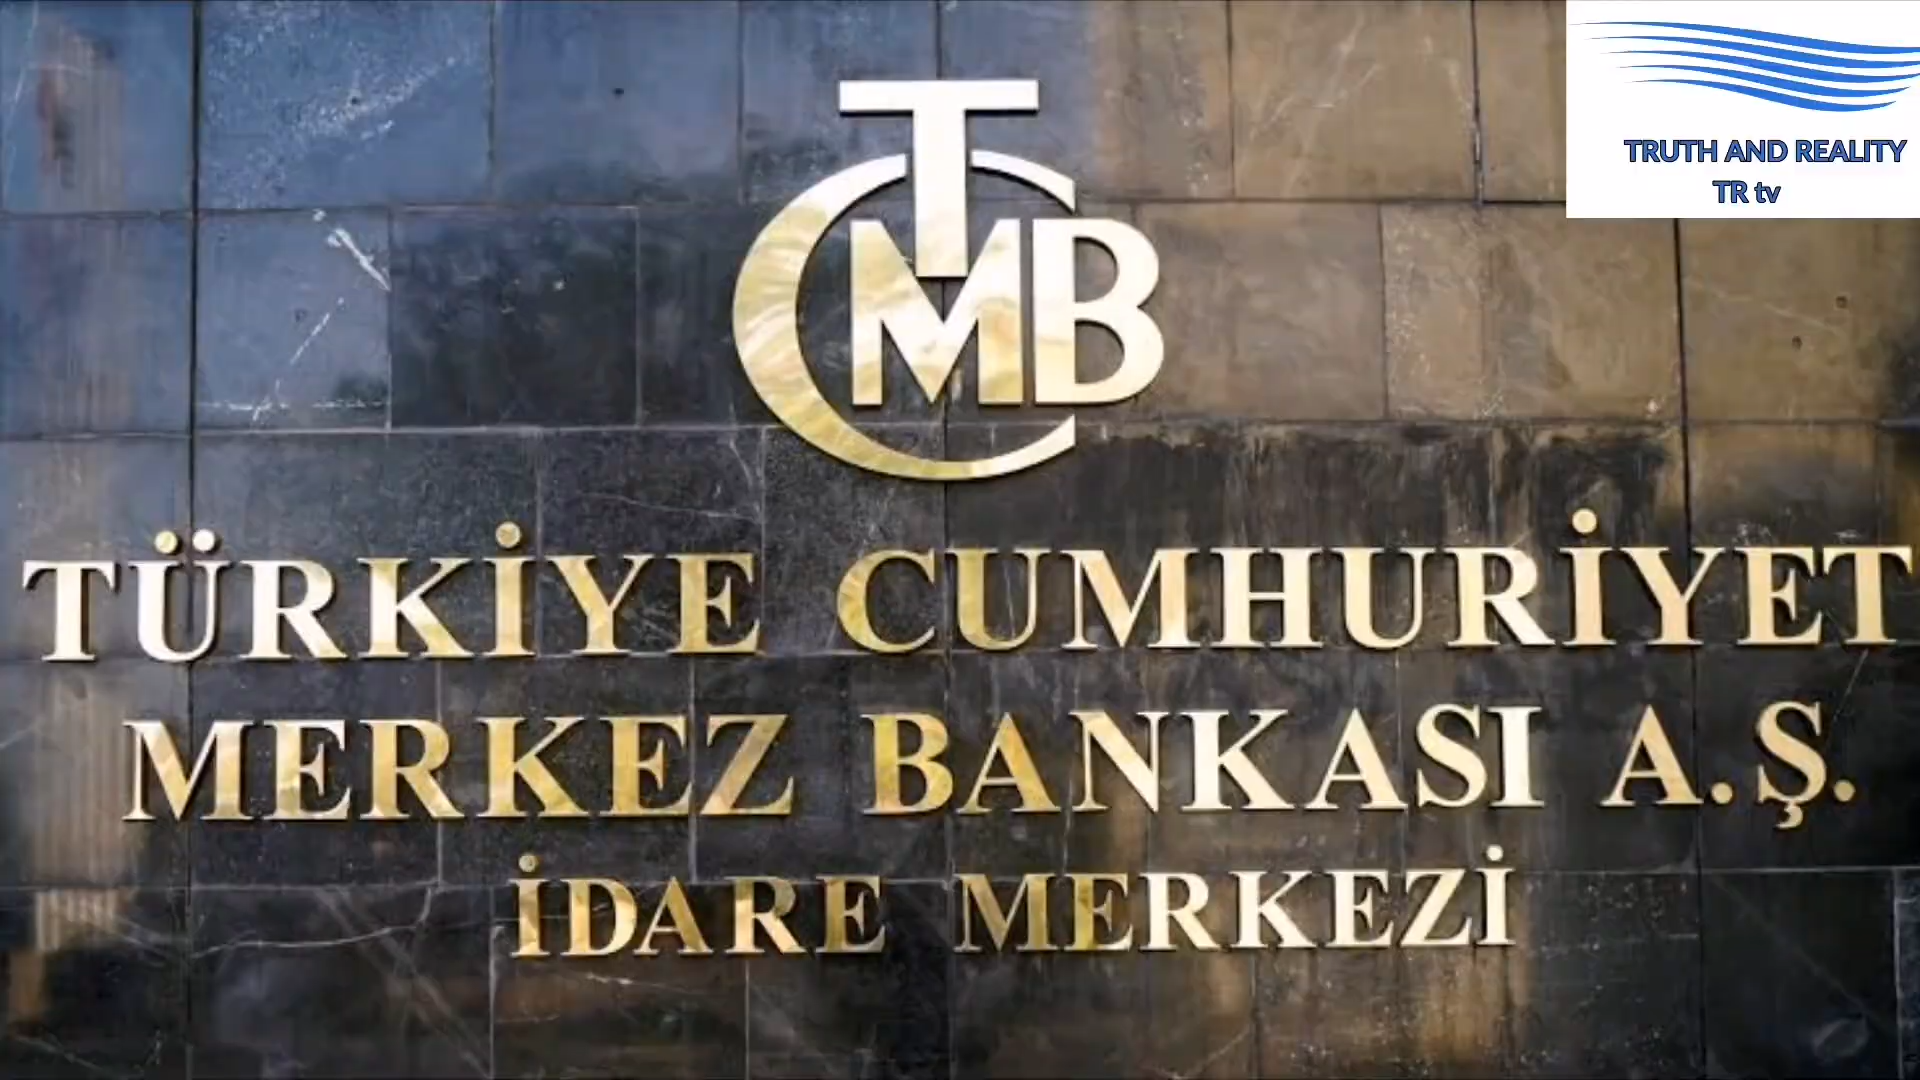 TRUTH AND REALITY
TR tv
TCMB
TÜRKİYE CUMHURİYET
MERKEZ BANKASI A.Ş.
İDARE MERKEZİ